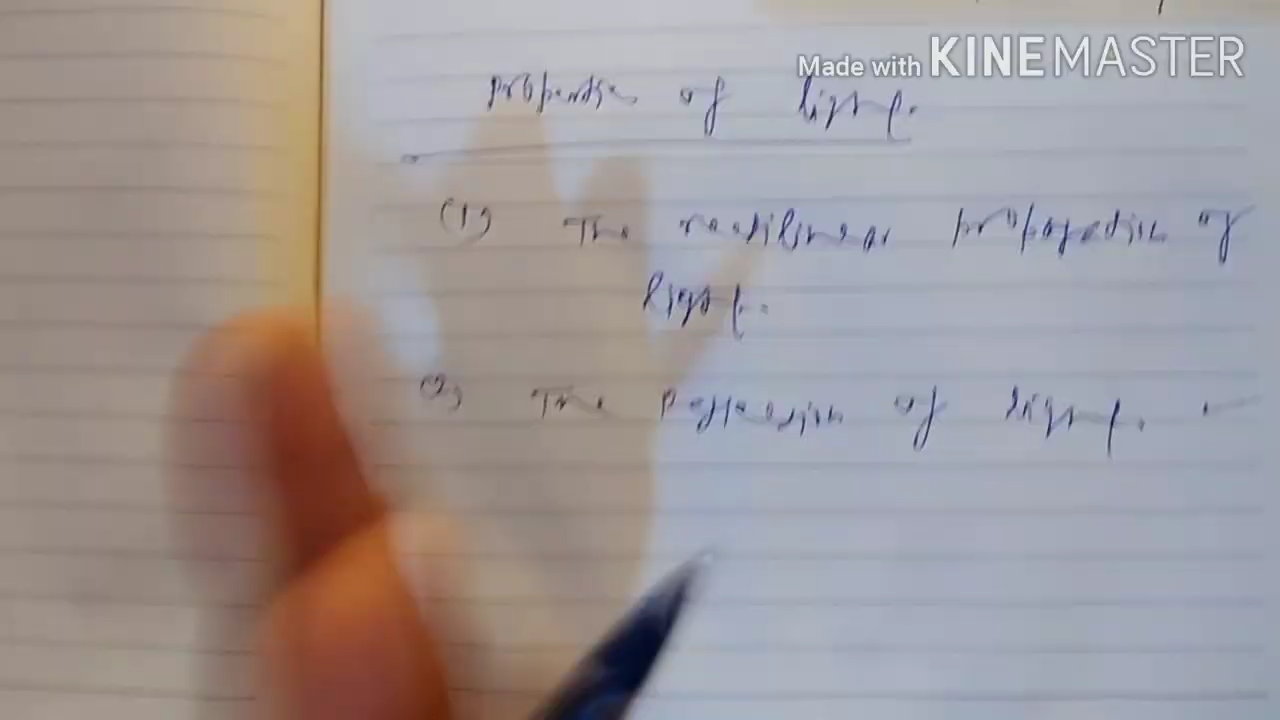 Made with KINEMASTER
Properties of light.
(1) The rectilinear propagation of
light.
(2) The Reflection of light.